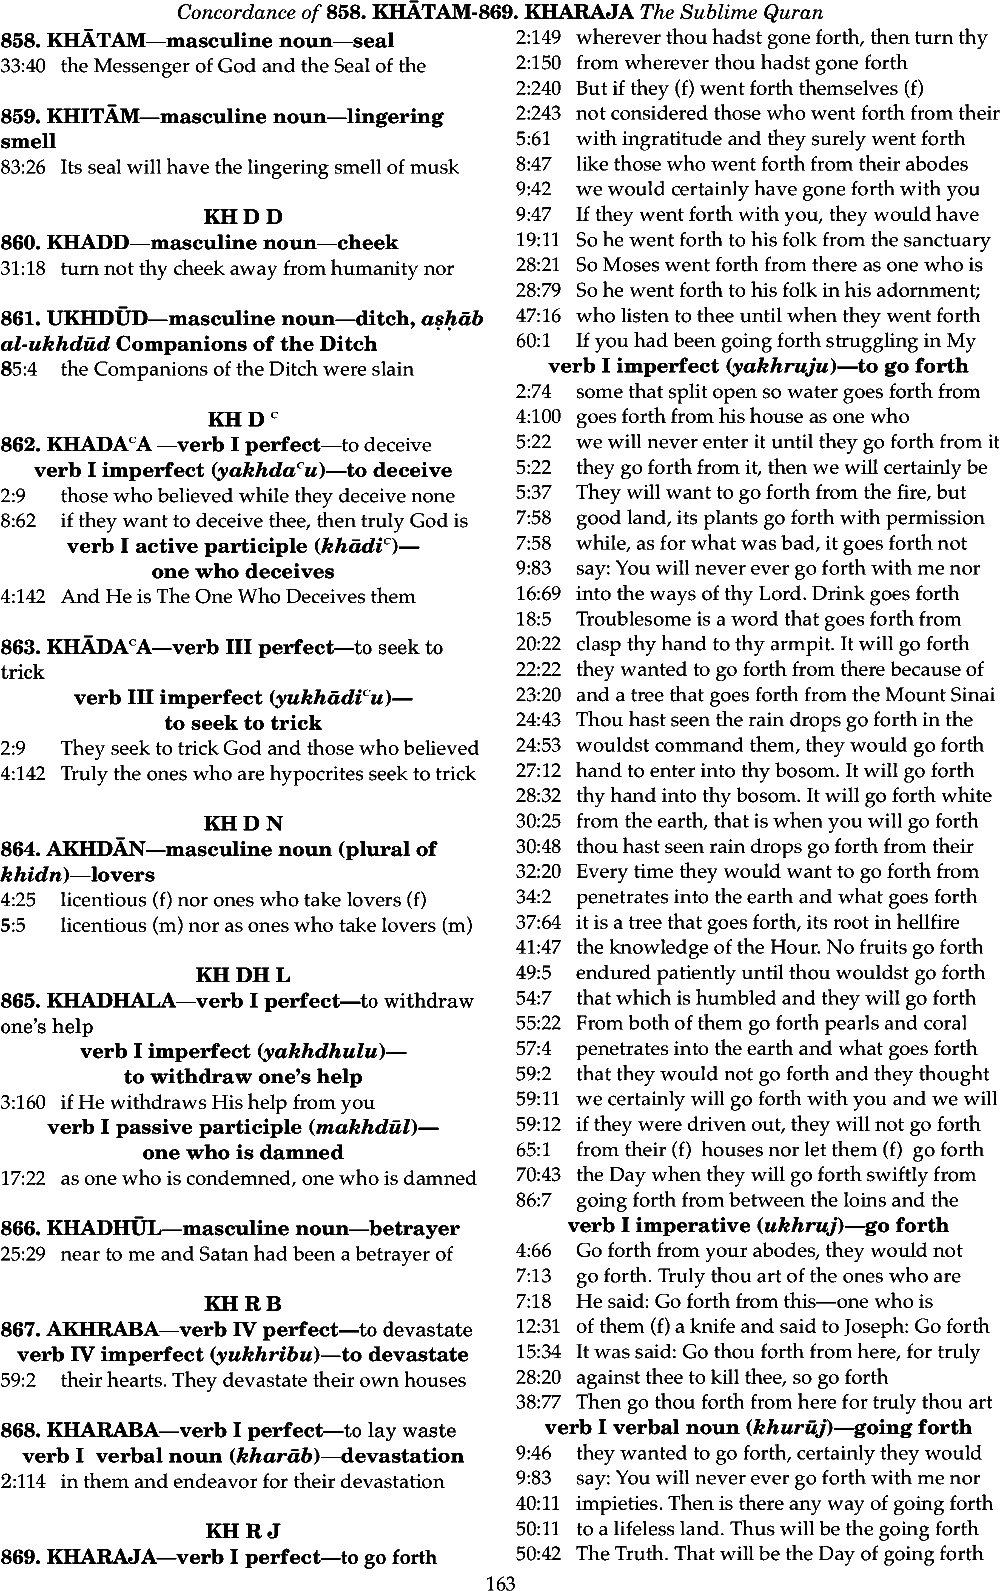 Concordance of 858. KHĀTAM-869. KHARAJA The Sublime Quran
858. KHĀTAM—masculine noun—seal
33:40 the Messenger of God and the Seal of the
859. KHITĀM—masculine noun—lingering
smell
83:26 Its seal will have the lingering smell of musk
KH D D
860. KHADD—masculine noun—cheek
31:18 turn not thy cheek away from humanity nor
861. UKHDŪD—masculine noun—ditch, aṣḥāb
al-ukhdūd Companions of the Ditch
85:4 the Companions of the Ditch were slain
KH D ᶜ
862. KHADAᶜA —verb I perfect—to deceive
verb I imperfect (yakhdaᶜu)—to deceive
2:9 those who believed while they deceive none
8:62 if they want to deceive thee, then truly God is
verb I active participle (khādiᶜ)—
one who deceives
4:142 And He is The One Who Deceives them
863. KHĀDAᶜA—verb III perfect—to seek to
trick
verb III imperfect (yukhādiᶜu)—
to seek to trick
2:9 They seek to trick God and those who believed
4:142 Truly the ones who are hypocrites seek to trick
KH D N
864. AKHDĀN—masculine noun (plural of
khidn)—lovers
4:25 licentious (f) nor ones who take lovers (f)
5:5 licentious (m) nor as ones who take lovers (m)
KH DH L
865. KHADHALA—verb I perfect—to withdraw
one's help
verb I imperfect (yakhdhulu)—
to withdraw one's help
3:160 if He withdraws His help from you
verb I passive participle (makhdūl)—
one who is damned
17:22 as one who is condemned, one who is damned
866. KHADHŪL—masculine noun—betrayer
25:29 near to me and Satan had been a betrayer of
KH R B
867. AKHRABA—verb IV perfect—to devastate
verb IV imperfect (yukhribu)—to devastate
59:2 their hearts. They devastate their own houses
868. KHARABA—verb I perfect—to lay waste
verb I verbal noun (kharāb)—devastation
2:114 in them and endeavor for their devastation
KH R J
869. KHARAJA—verb I perfect—to go forth
2:149 wherever thou hadst gone forth, then turn thy
2:150 from wherever thou hadst gone forth
2:240 But if they (f) went forth themselves (f)
2:243 not considered those who went forth from their
5:61 with ingratitude and they surely went forth
8:47 like those who went forth from their abodes
9:42 we would certainly have gone forth with you
9:47 If they went forth with you, they would have
19:11 So he went forth to his folk from the sanctuary
28:21 So Moses went forth from there as one who is
28:79 So he went forth to his folk in his adornment;
47:16 who listen to thee until when they went forth
60:1 If you had been going forth struggling in My
verb I imperfect (yakhruju)—to go forth
2:74 some that split open so water goes forth from
4:100 goes forth from his house as one who
5:22 we will never enter it until they go forth from it
5:22 they go forth from it, then we will certainly be
5:37 They will want to go forth from the fire, but
7:58 good land, its plants go forth with permission
7:58 while, as for what was bad, it goes forth not
9:83 say: You will never ever go forth with me nor
16:69 into the ways of thy Lord. Drink goes forth
18:5 Troublesome is a word that goes forth from
20:22 clasp thy hand to thy armpit. It will go forth
22:22 they wanted to go forth from there because of
23:20 and a tree that goes forth from the Mount Sinai
24:43 Thou hast seen the rain drops go forth in the
24:53 wouldst command them, they would go forth
27:12 hand to enter into thy bosom. It will go forth
28:32 thy hand into thy bosom. It will go forth white
30:25 from the earth, that is when you will go forth
30:48 thou hast seen rain drops go forth from their
32:20 Every time they would want to go forth from
34:2 penetrates into the earth and what goes forth
37:64 it is a tree that goes forth, its root in hellfire
41:47 the knowledge of the Hour. No fruits go forth
49:5 endured patiently until thou wouldst go forth
54:7 that which is humbled and they will go forth
55:22 From both of them go forth pearls and coral
57:4 penetrates into the earth and what goes forth
59:2 that they would not go forth and they thought
59:11 we certainly will go forth with you and we will
59:12 if they were driven out, they will not go forth
65:1 from their (f) houses nor let them (f) go forth
70:43 the Day when they will go forth swiftly from
86:7 going forth from between the loins and the
verb I imperative (ukhruj)—go forth
4:66 Go forth from your abodes, they would not
7:13 go forth. Truly thou art of the ones who are
7:18 He said: Go forth from this—one who is
12:31 of them (f) a knife and said to Joseph: Go forth
15:34 It was said: Go thou forth from here, for truly
28:20 against thee to kill thee, so go forth
38:77 Then go thou forth from here for truly thou art
verb I verbal noun (khurūj)—going forth
9:46 they wanted to go forth, certainly they would
9:83 say: You will never ever go forth with me nor
40:11 impieties. Then is there any way of going forth
50:11 to a lifeless land. Thus will be the going forth
50:42 The Truth. That will be the Day of going forth
163